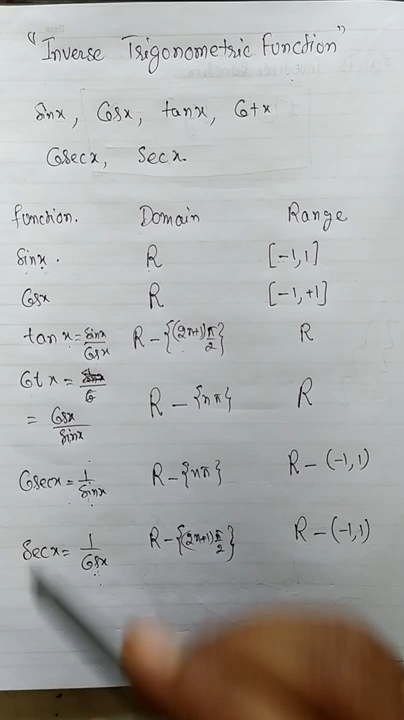 "Inverse Trigonometric Function"
Sinx, Cosx, tanx, Cotx
Cosecx, Secx.
function. Domain Range
Sinx. R [-1,1]
Cosx R [-1,+1]
tanx = Sinx/Cosx R-{(2n+1)π/2} R
Cotx =
= Cosx/Sinx R-{nπ} R
Cosecx = 1/Sinx R-{nπ} R-(-1,1)
Secx = 1/Cosx R-{(2n+1)π/2} R-(-1,1)